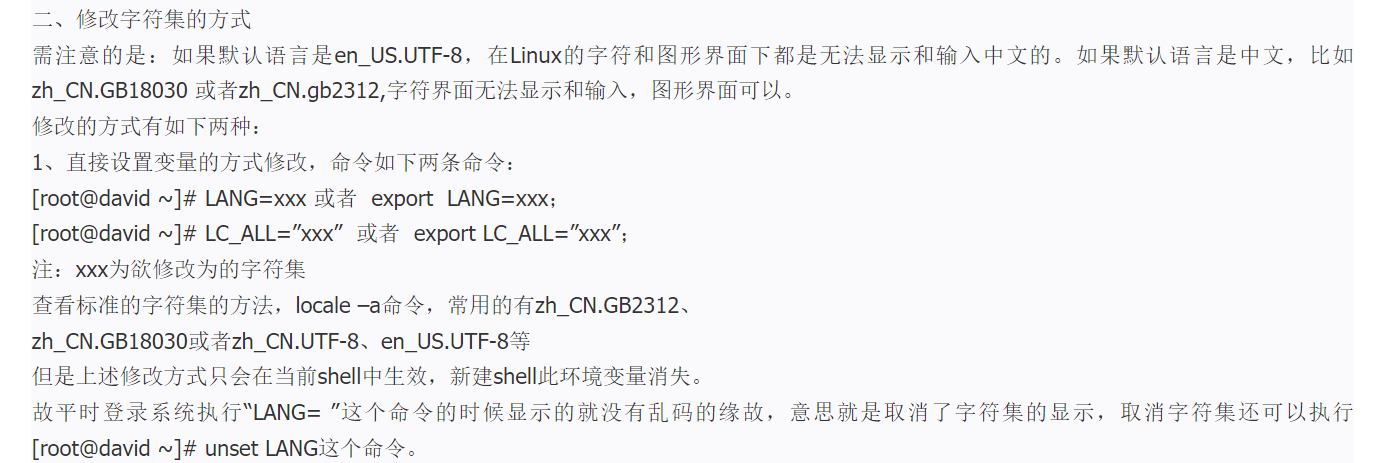 二、修改字符集的方式
需注意的是：如果默认语言是en_US.UTF-8，在Linux的字符和图形界面下都是无法显示和输入中文的。如果默认语言是中文，比如
zh_CN.GB18030 或者zh_CN.gb2312,字符界面无法显示和输入，图形界面可以。
修改的方式有如下两种：
1、直接设置变量的方式修改，命令如下两条命令：
[root@david ~]# LANG=xxx 或者  export  LANG=xxx；
[root@david ~]# LC_ALL=”xxx”  或者  export LC_ALL=”xxx”；
注：xxx为欲修改为的字符集
查看标准的字符集的方法，locale –a命令，常用的有zh_CN.GB2312、
zh_CN.GB18030或者zh_CN.UTF-8、en_US.UTF-8等
但是上述修改方式只会在当前shell中生效，新建shell此环境变量消失。
故平时登录系统执行“LANG= ”这个命令的时候显示的就没有乱码的缘故，意思就是取消了字符集的显示，取消字符集还可以执行
[root@david ~]# unset LANG这个命令。